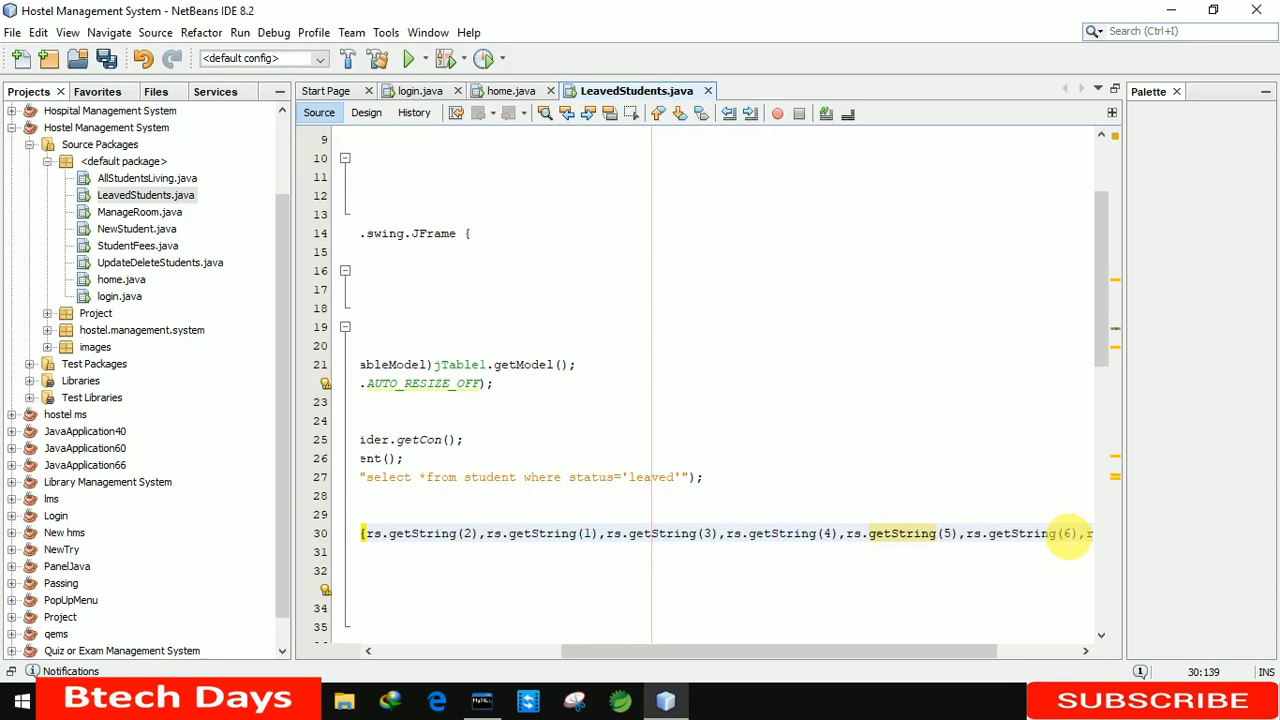 Hostel Management System - NetBeans IDE 8.2
File Edit View Navigate Source Refactor Run Debug Profile Team Tools Window Help
Search (Ctrl+I)
<default config>
Projects Favorites Files Services
Start Page login.java home.java LeavedStudents.java
Palette
Source Design History
Hospital Management System
Hostel Management System
Source Packages
<default package>
AllStudentsLiving.java
LeavedStudents.java
ManageRoom.java
NewStudent.java
StudentFees.java
UpdateDeleteStudents.java
home.java
login.java
Project
hostel.management.system
images
Test Packages
Libraries
Test Libraries
hostel ms
JavaApplication40
JavaApplication60
JavaApplication66
Library Management System
lms
Login
New hms
NewTry
PanelJava
Passing
PopUpMenu
Project
qems
Quiz or Exam Management System
9
10
11
12
13
14 .swing.JFrame {
15
16
17
18
19
20
21 ableModel)jTable1.getModel();
.AUTO_RESIZE_OFF);
23
24
25 ider.getCon();
26 ent();
27 "select *from student where status='leaved'");
28
29
30 {rs.getString(2),rs.getString(1),rs.getString(3),rs.getString(4),rs.getString(5),rs.getString(6),r
31
32
34
35
Notifications
30:139 INS
Btech Days
MySQL
SUBSCRIBE